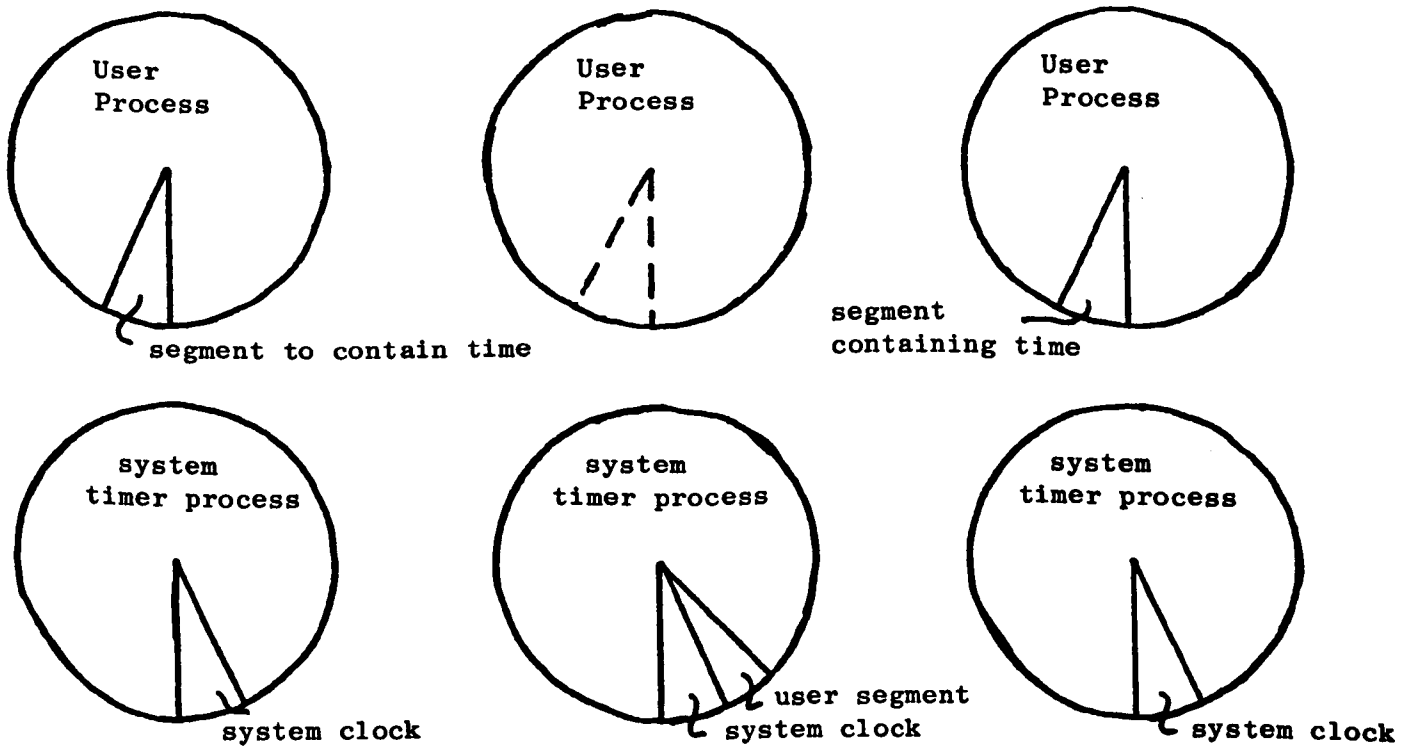 User
Process
User
Process
User
Process
segment to contain time
segment
containing time
system
timer process
system
timer process
system
timer process
system clock
user segment
system clock
system clock